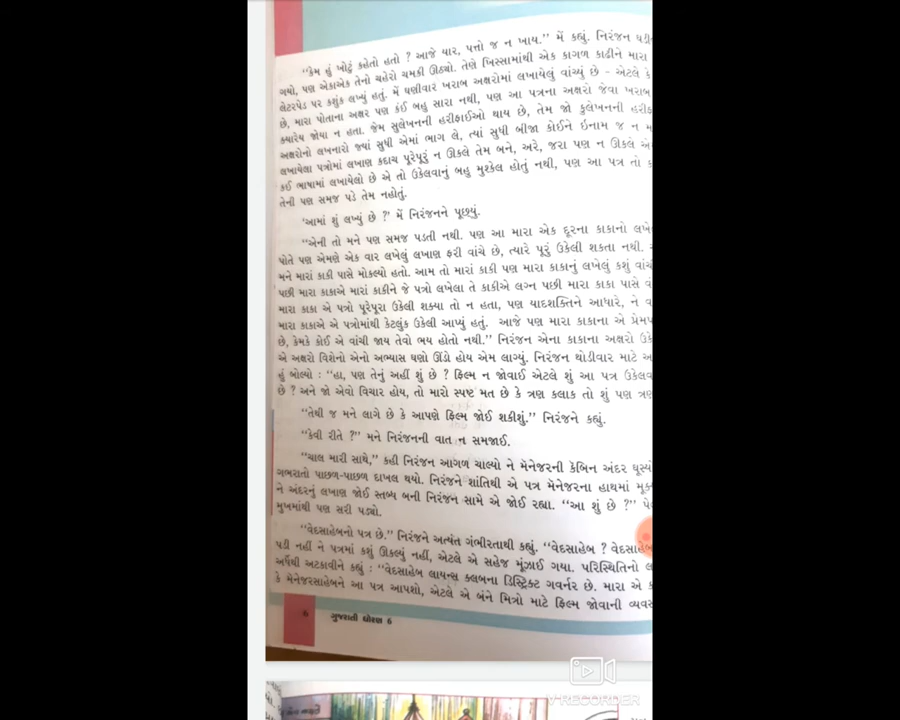 "કેમ હું ખોટું કહેતો હતો ? આજે યાર, પત્તો જ ન ખાય." મેં કહ્યું. નિરંજન
ગયો, પણ એકાએક તેનો ચહેરો ચમકી ઊઠ્યો. તેણે ખિસ્સામાંથી એક કાગળ કાઢીને મારા
લેટરપેડ પર કશુંક લખ્યું હતું. મેં ઘણીવાર ખરાબ અક્ષરોમાં લખાયેલું વાંચ્યું છે - એટલે કે
છે, મારા પોતાના અક્ષર પણ કંઈ બહુ સારા નથી, પણ આ પત્રના અક્ષરો જેવા ખરાબ
ક્યારેય જોયા ન હતા. જેમ સુલેખનની હરીફાઈઓ થાય છે, તેમ જો કુલેખનની
અક્ષરોનો લખનારો જ્યાં સુધી એમાં ભાગ લે, ત્યાં સુધી બીજા કોઈને ઈનામ જ ન
લખાયેલા પત્રોમાં લખાણ કદાચ પૂરેપૂરું ન ઊકલે તેમ બને, અરે, જરા પણ ન ઊકલે
કઈ ભાષામાં લખાયેલો છે એ તો ઉકેલવાનું બહુ મુશ્કેલ હોતું નથી, પણ આ પત્ર તો
તેની પણ સમજ પડે તેમ નહોતું.
'આમાં શું લખ્યું છે ?' મેં નિરંજનને પૂછ્યું.
"એની તો મને પણ સમજ પડતી નથી. પણ આ મારા એક દૂરના કાકાનો
પોતે પણ એમણે એક વાર લખેલું લખાણ ફરી વાંચે છે, ત્યારે પૂરું ઉકેલી શકતા નથી.
મને મારાં કાકી પાસે મોકલ્યો હતો. આમ તો મારાં કાકી પણ મારા કાકાનું લખેલું કશું
પછી મારા કાકાએ મારાં કાકીને જે પત્રો લખેલા તે કાકીએ લગ્ન પછી મારા કાકા પાસે
મારા કાકા એ પત્રો પૂરેપૂરા ઉકેલી શક્યા તો ન હતા, પણ યાદશક્તિને આધારે, ને
મારા કાકાએ એ પત્રોમાંથી કેટલુંક ઉકેલી આપ્યું હતું. આજે પણ મારા કાકાના એ
છે, કેમકે કોઈ એ વાંચી જાય તેવો ભય હોતો નથી." નિરંજન એના કાકાના અક્ષરો
એ અક્ષરો વિશેનો એનો અભ્યાસ ઘણો ઊંડો હોય એમ લાગ્યું. નિરંજન થોડીવાર માટે
હું બોલ્યો : "હા, પણ તેનું અહીં શું છે ? ફિલ્મ ન જોવાઈ એટલે શું આ પત્ર
છે ? અને જો એવો વિચાર હોય, તો મારો સ્પષ્ટ મત છે કે ત્રણ કલાક તો શું પણ
"તેથી જ મને લાગે છે કે આપણે ફિલ્મ જોઈ શકીશું." નિરંજને કહ્યું.
"કેવી રીતે ?" મને નિરંજનની વાત ન સમજાઈ.
"ચાલ મારી સાથે," કહી નિરંજન આગળ ચાલ્યો ને મૅનેજરની કેબિન અંદર
ગભરાતો પાછળ-પાછળ દાખલ થયો. નિરંજને શાંતિથી એ પત્ર મૅનેજરના હાથમાં
ને અંદરનું લખાણ જોઈ સ્તબ્ધ બની નિરંજન સામે એ જોઈ રહ્યા. "આ શું છે ?"
મુખમાંથી પણ સરી પડ્યો.
"વેદસાહેબનો પત્ર છે." નિરંજને અત્યંત ગંભીરતાથી કહ્યું. "વેદસાહેબ ?
પડી નહીં ને પત્રમાં કશું ઊકલ્યું નહીં, એટલે એ સહેજ મૂંઝાઈ ગયા. પરિસ્થિતિનો
અર્ધેથી અટકાવીને કહ્યું : "વેદસાહેબ લાયન્સ ક્લબના ડિસ્ટ્રિક્ટ ગવર્નર છે. મારા એ
કે મૅનેજરસાહેબને આ પત્ર આપશો, એટલે એ બંને મિત્રો માટે ફિલ્મ જોવાની
6 ગુજરાતી ધોરણ 6
V RECORDER